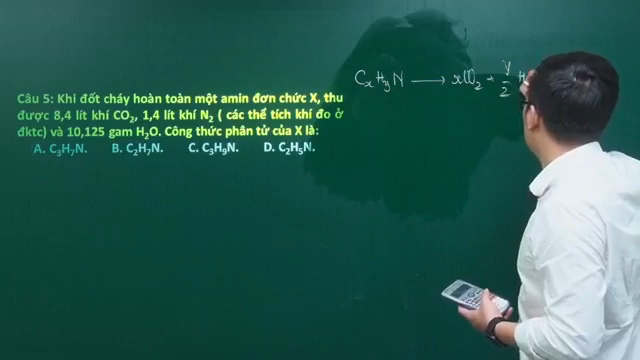 Câu 5: Khi đốt cháy hoàn toàn một amin đơn chức X, thu
được 8,4 lít khí CO₂, 1,4 lít khí N₂ ( các thể tích khí đo ở
đktc) và 10,125 gam H₂O. Công thức phân tử của X là:
A. C₃H₇N. B. C₂H₇N. C. C₃H₉N. D. C₂H₅N.
CₓHᵧN → xCO₂ + y/2 H